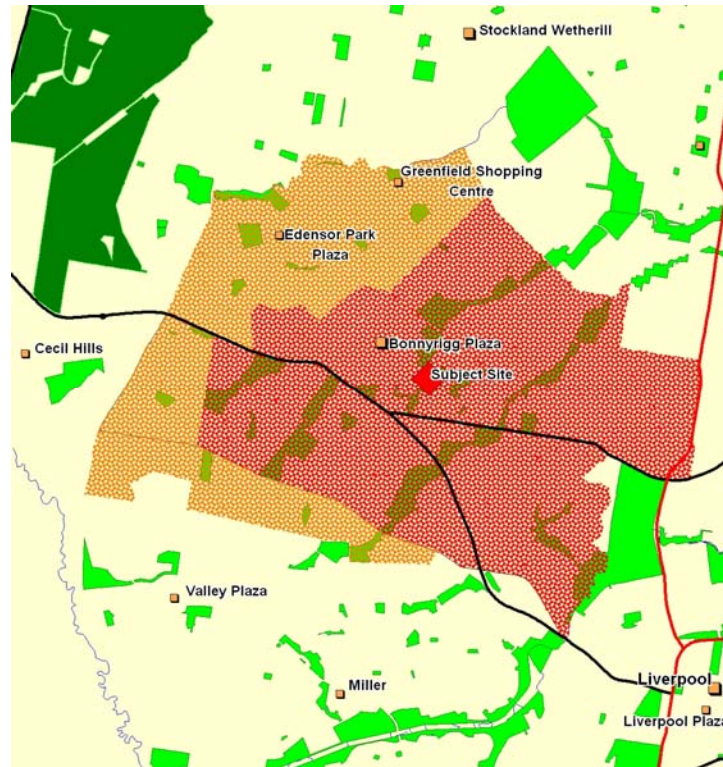 Stockland Wetherill
Greenfield Shopping
Centre
Edensor Park
Plaza
Cecil Hills
Bonnyrigg Plaza
Subject Site
Valley Plaza
Miller
Liverpool
Liverpool Plaza